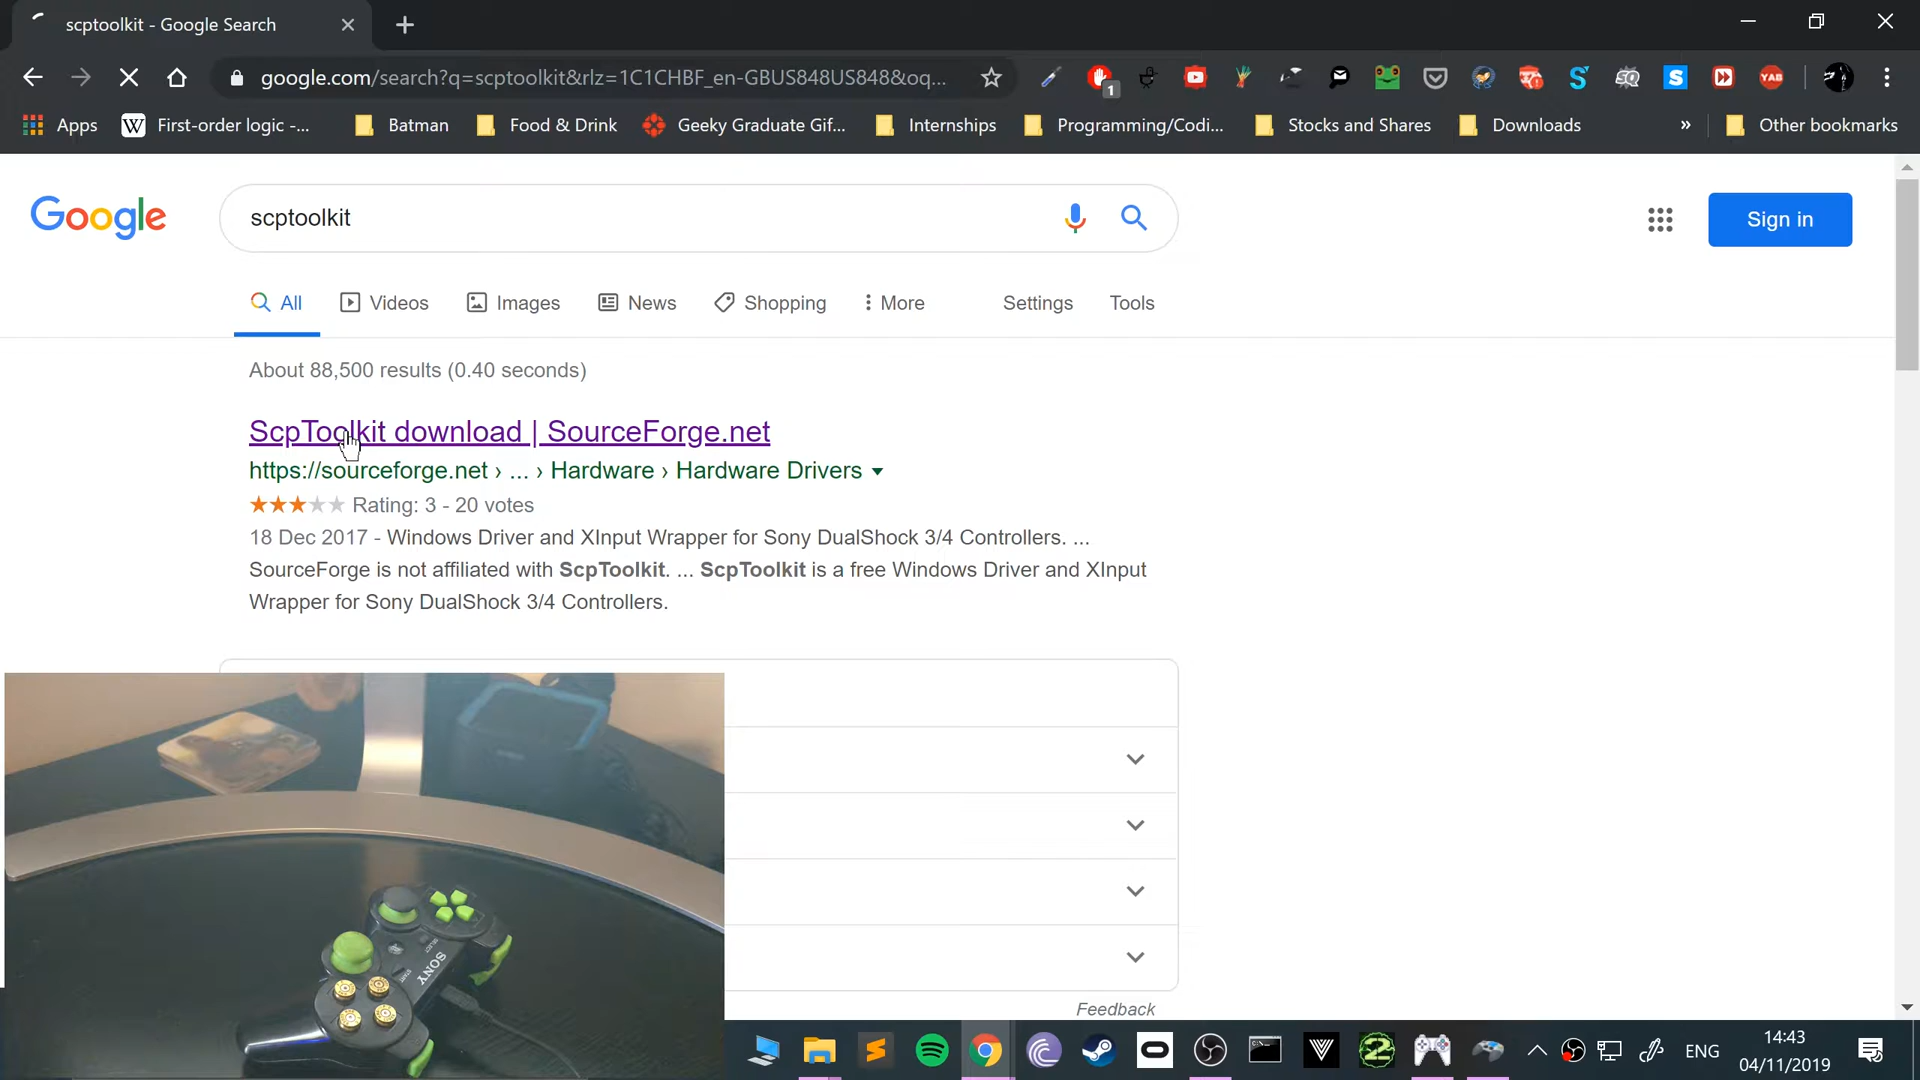 scptoolkit - Google Search
google.com/search?q=scptoolkit&rlz=1C1CHBF_en-GBUS848US848&oq...
1
YAB
Apps
W
First-order logic -...
Batman
Food & Drink
Geeky Graduate Gif...
Internships
Programming/Codi...
Stocks and Shares
Downloads
»
Other bookmarks
Google
scptoolkit
Sign in
All
Videos
Images
News
Shopping
More
Settings
Tools
About 88,500 results (0.40 seconds)
ScpToolkit download | SourceForge.net
https://sourceforge.net › ... › Hardware › Hardware Drivers
Rating: 3 - 20 votes
18 Dec 2017 - Windows Driver and XInput Wrapper for Sony DualShock 3/4 Controllers. ...
SourceForge is not affiliated with ScpToolkit. ... ScpToolkit is a free Windows Driver and XInput
Wrapper for Sony DualShock 3/4 Controllers.
SELECT
START
SONY
Feedback
ENG
14:43
04/11/2019